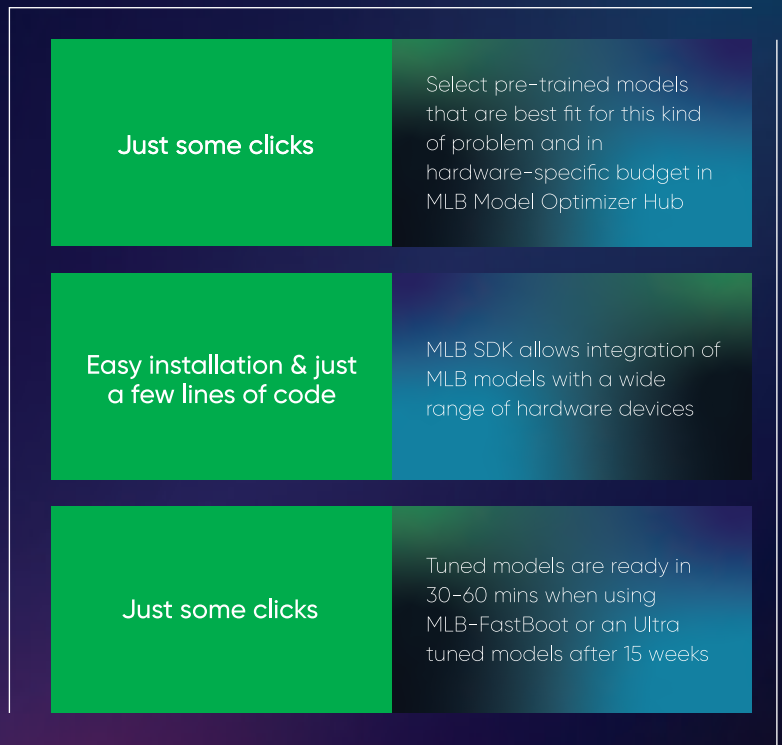 Just some clicks
Select pre-trained models
that are best fit for this kind
of problem and in
hardware-specific budget in
MLB Model Optimizer Hub
Easy installation & just
a few lines of code
MLB SDK allows integration of
MLB models with a wide
range of hardware devices
Just some clicks
Tuned models are ready in
30-60 mins when using
MLB-FastBoot or an Ultra
tuned models after 15 weeks